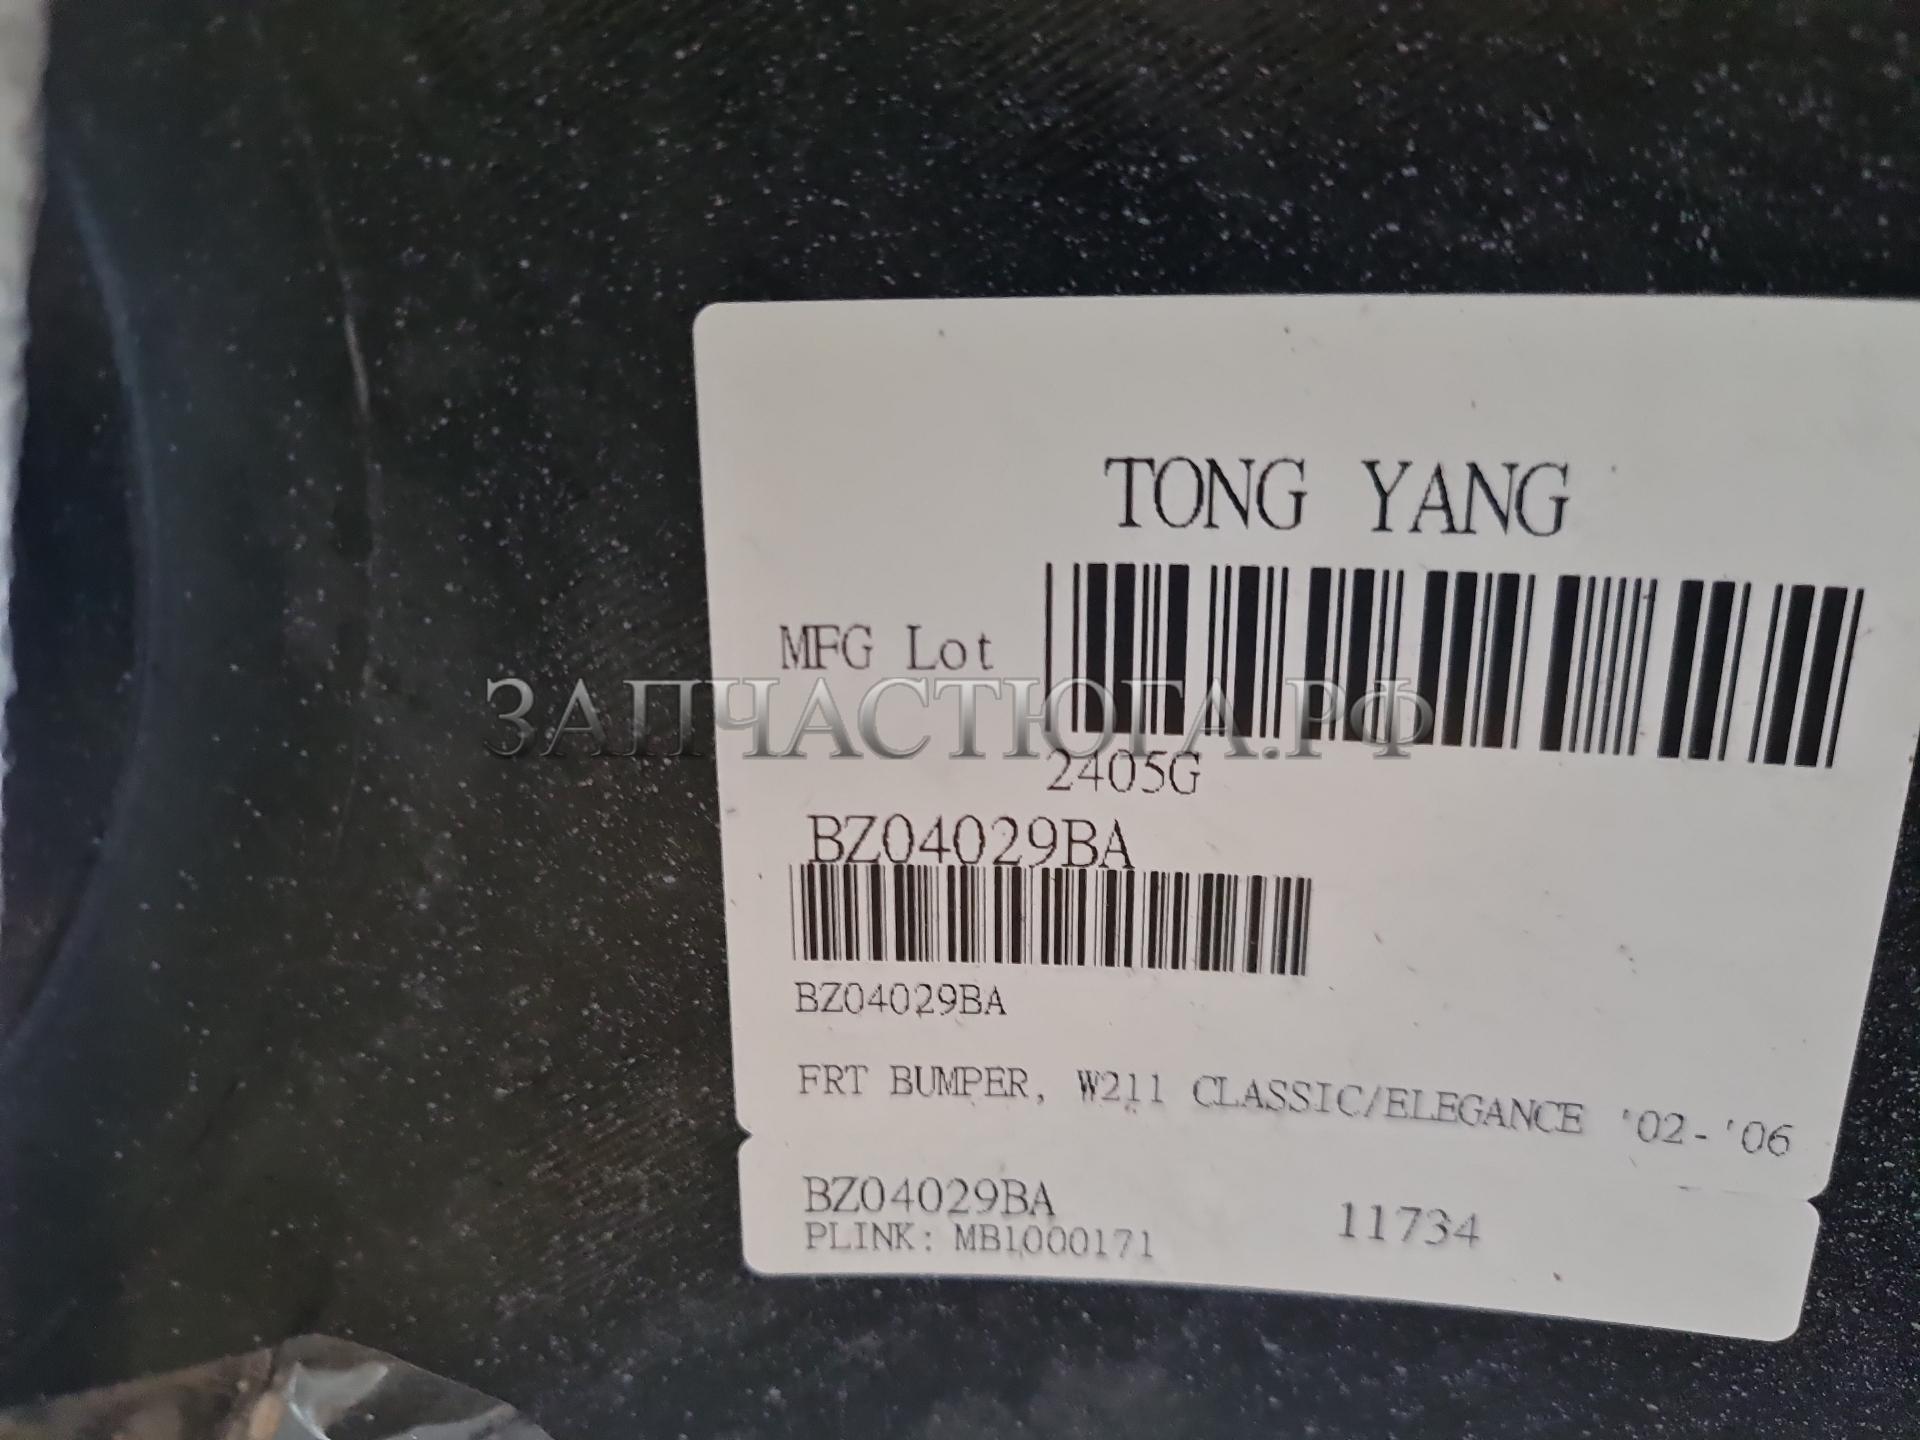 TONG YANG
MFG Lot
ЗАПЧАСТЮГА.РФ
2405G
BZ04029BA
BZ04029BA
FRT BUMPER, W211 CLASSIC/ELEGANCE '02-'06
BZ04029BA 11734
PLINK: MB1000171